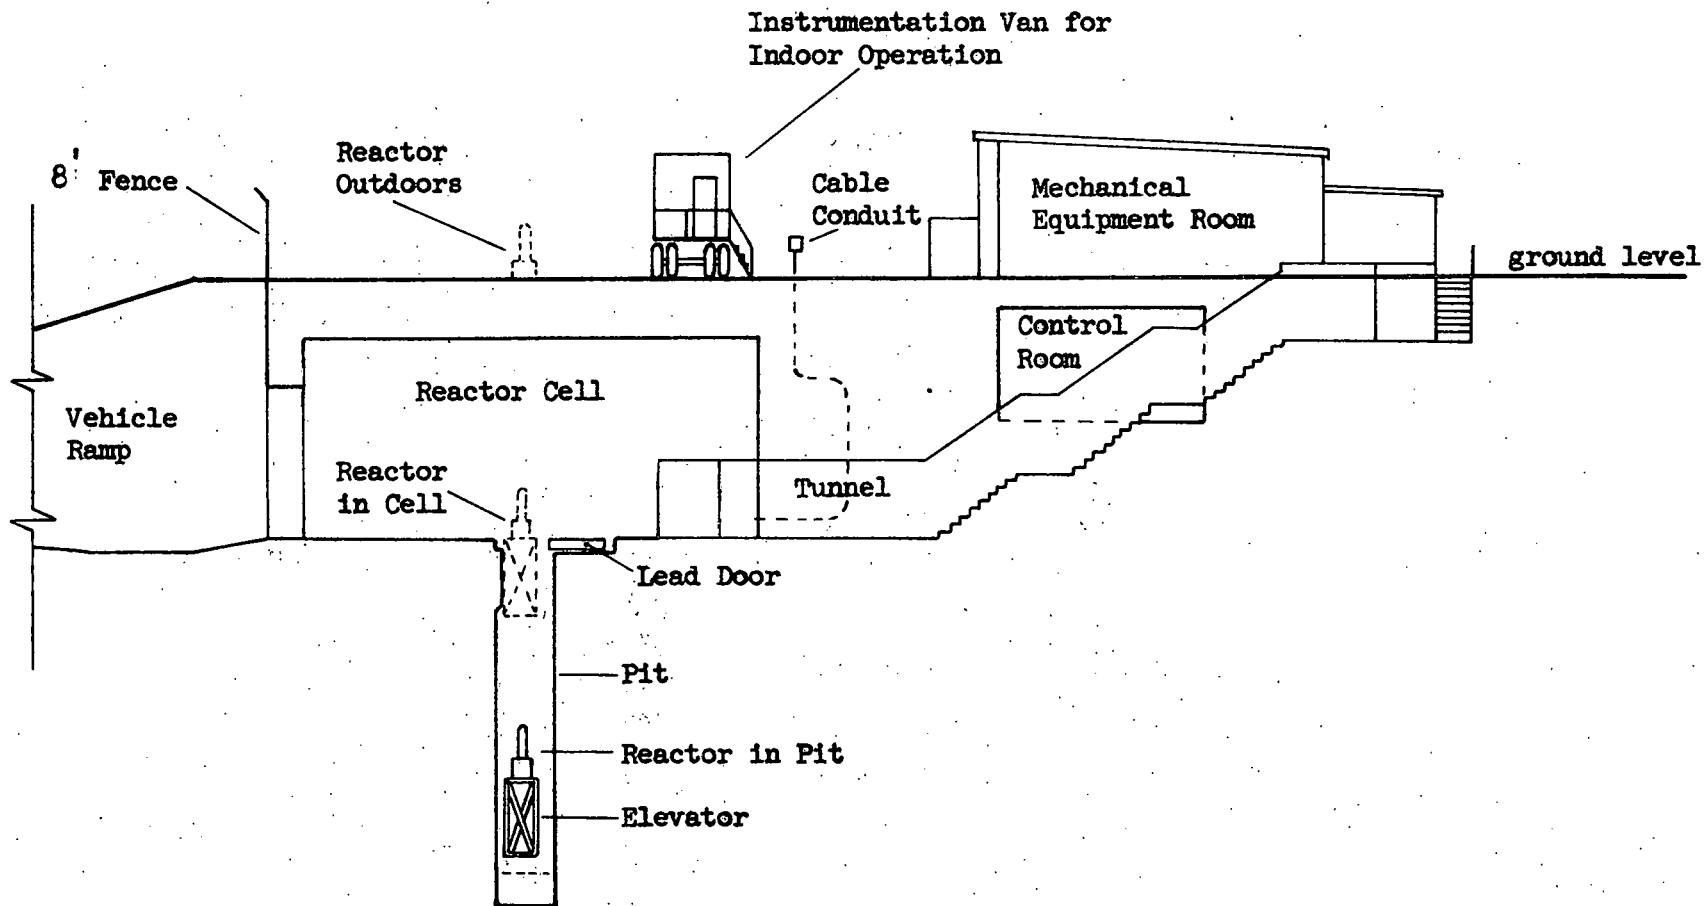 Instrumentation Van for
Indoor Operation
Reactor
Outdoors
8' Fence
Cable
Conduit
Mechanical
Equipment Room
ground level
Control
Room
Reactor Cell
Vehicle
Ramp
Reactor
in Cell
Tunnel
Lead Door
Pit
Reactor in Pit
Elevator